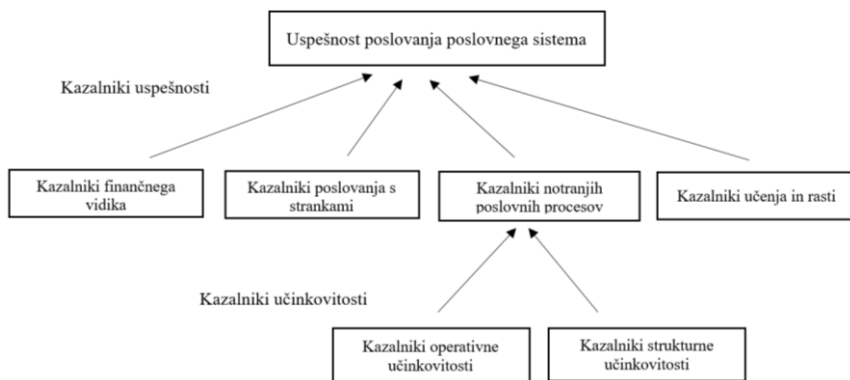 Uspešnost poslovanja poslovnega sistema
Kazalniki uspešnosti
Kazalniki finančnega
vidika
Kazalniki poslovanja s
strankami
Kazalniki notranjih
poslovnih procesov
Kazalniki učenja in rasti
Kazalniki učinkovitosti
Kazalniki operativne
učinkovitosti
Kazalniki strukturne
učinkovitosti